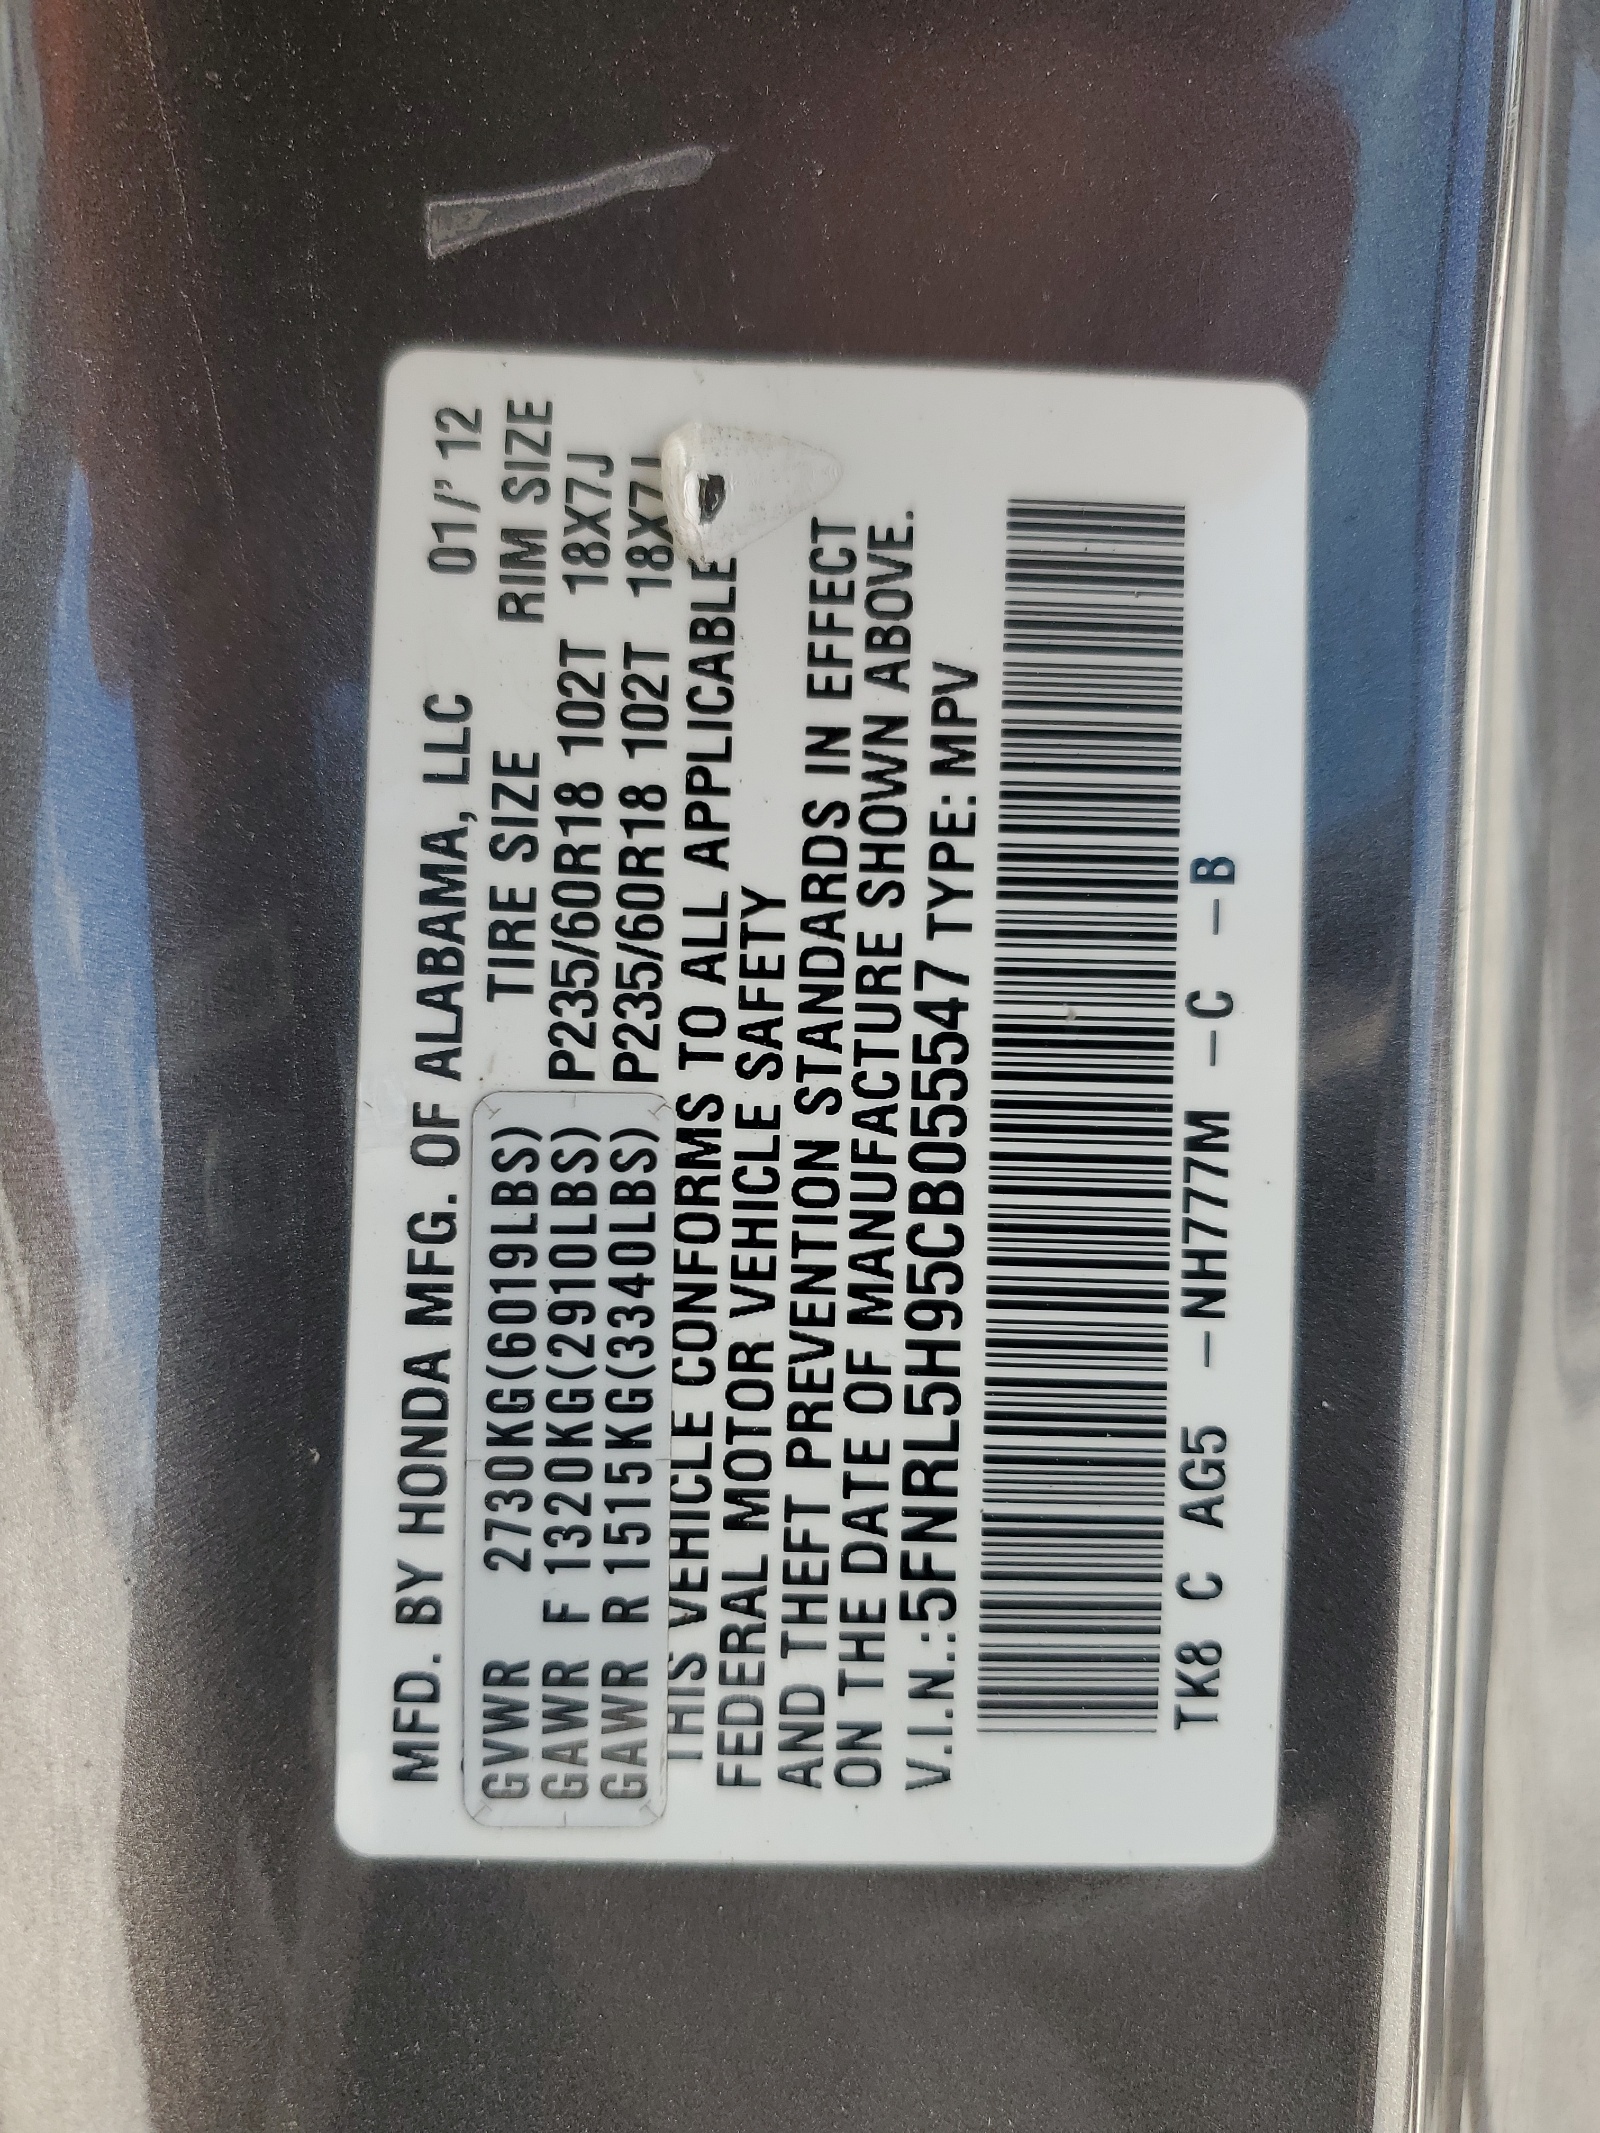 MFD. BY HONDA MFG. OF ALABAMA, LLC 01/' 12
TIRE SIZE RIM SIZE
GVWR 2730KG(6019LBS)
GAWR F 1320KG(2910LBS) P235/60R18 102T 18X7J
GAWR R 1515KG(3340LBS) P235/60R18 102T 18X7J
THIS VEHICLE CONFORMS TO ALL APPLICABLE
FEDERAL MOTOR VEHICLE SAFETY
AND THEFT PREVENTION STANDARDS IN EFFECT
ON THE DATE OF MANUFACTURE SHOWN ABOVE.
V.I.N.:5FNRL5H95CB055547 TYPE: MPV
TK8 C AG5 -NH777M -C -B